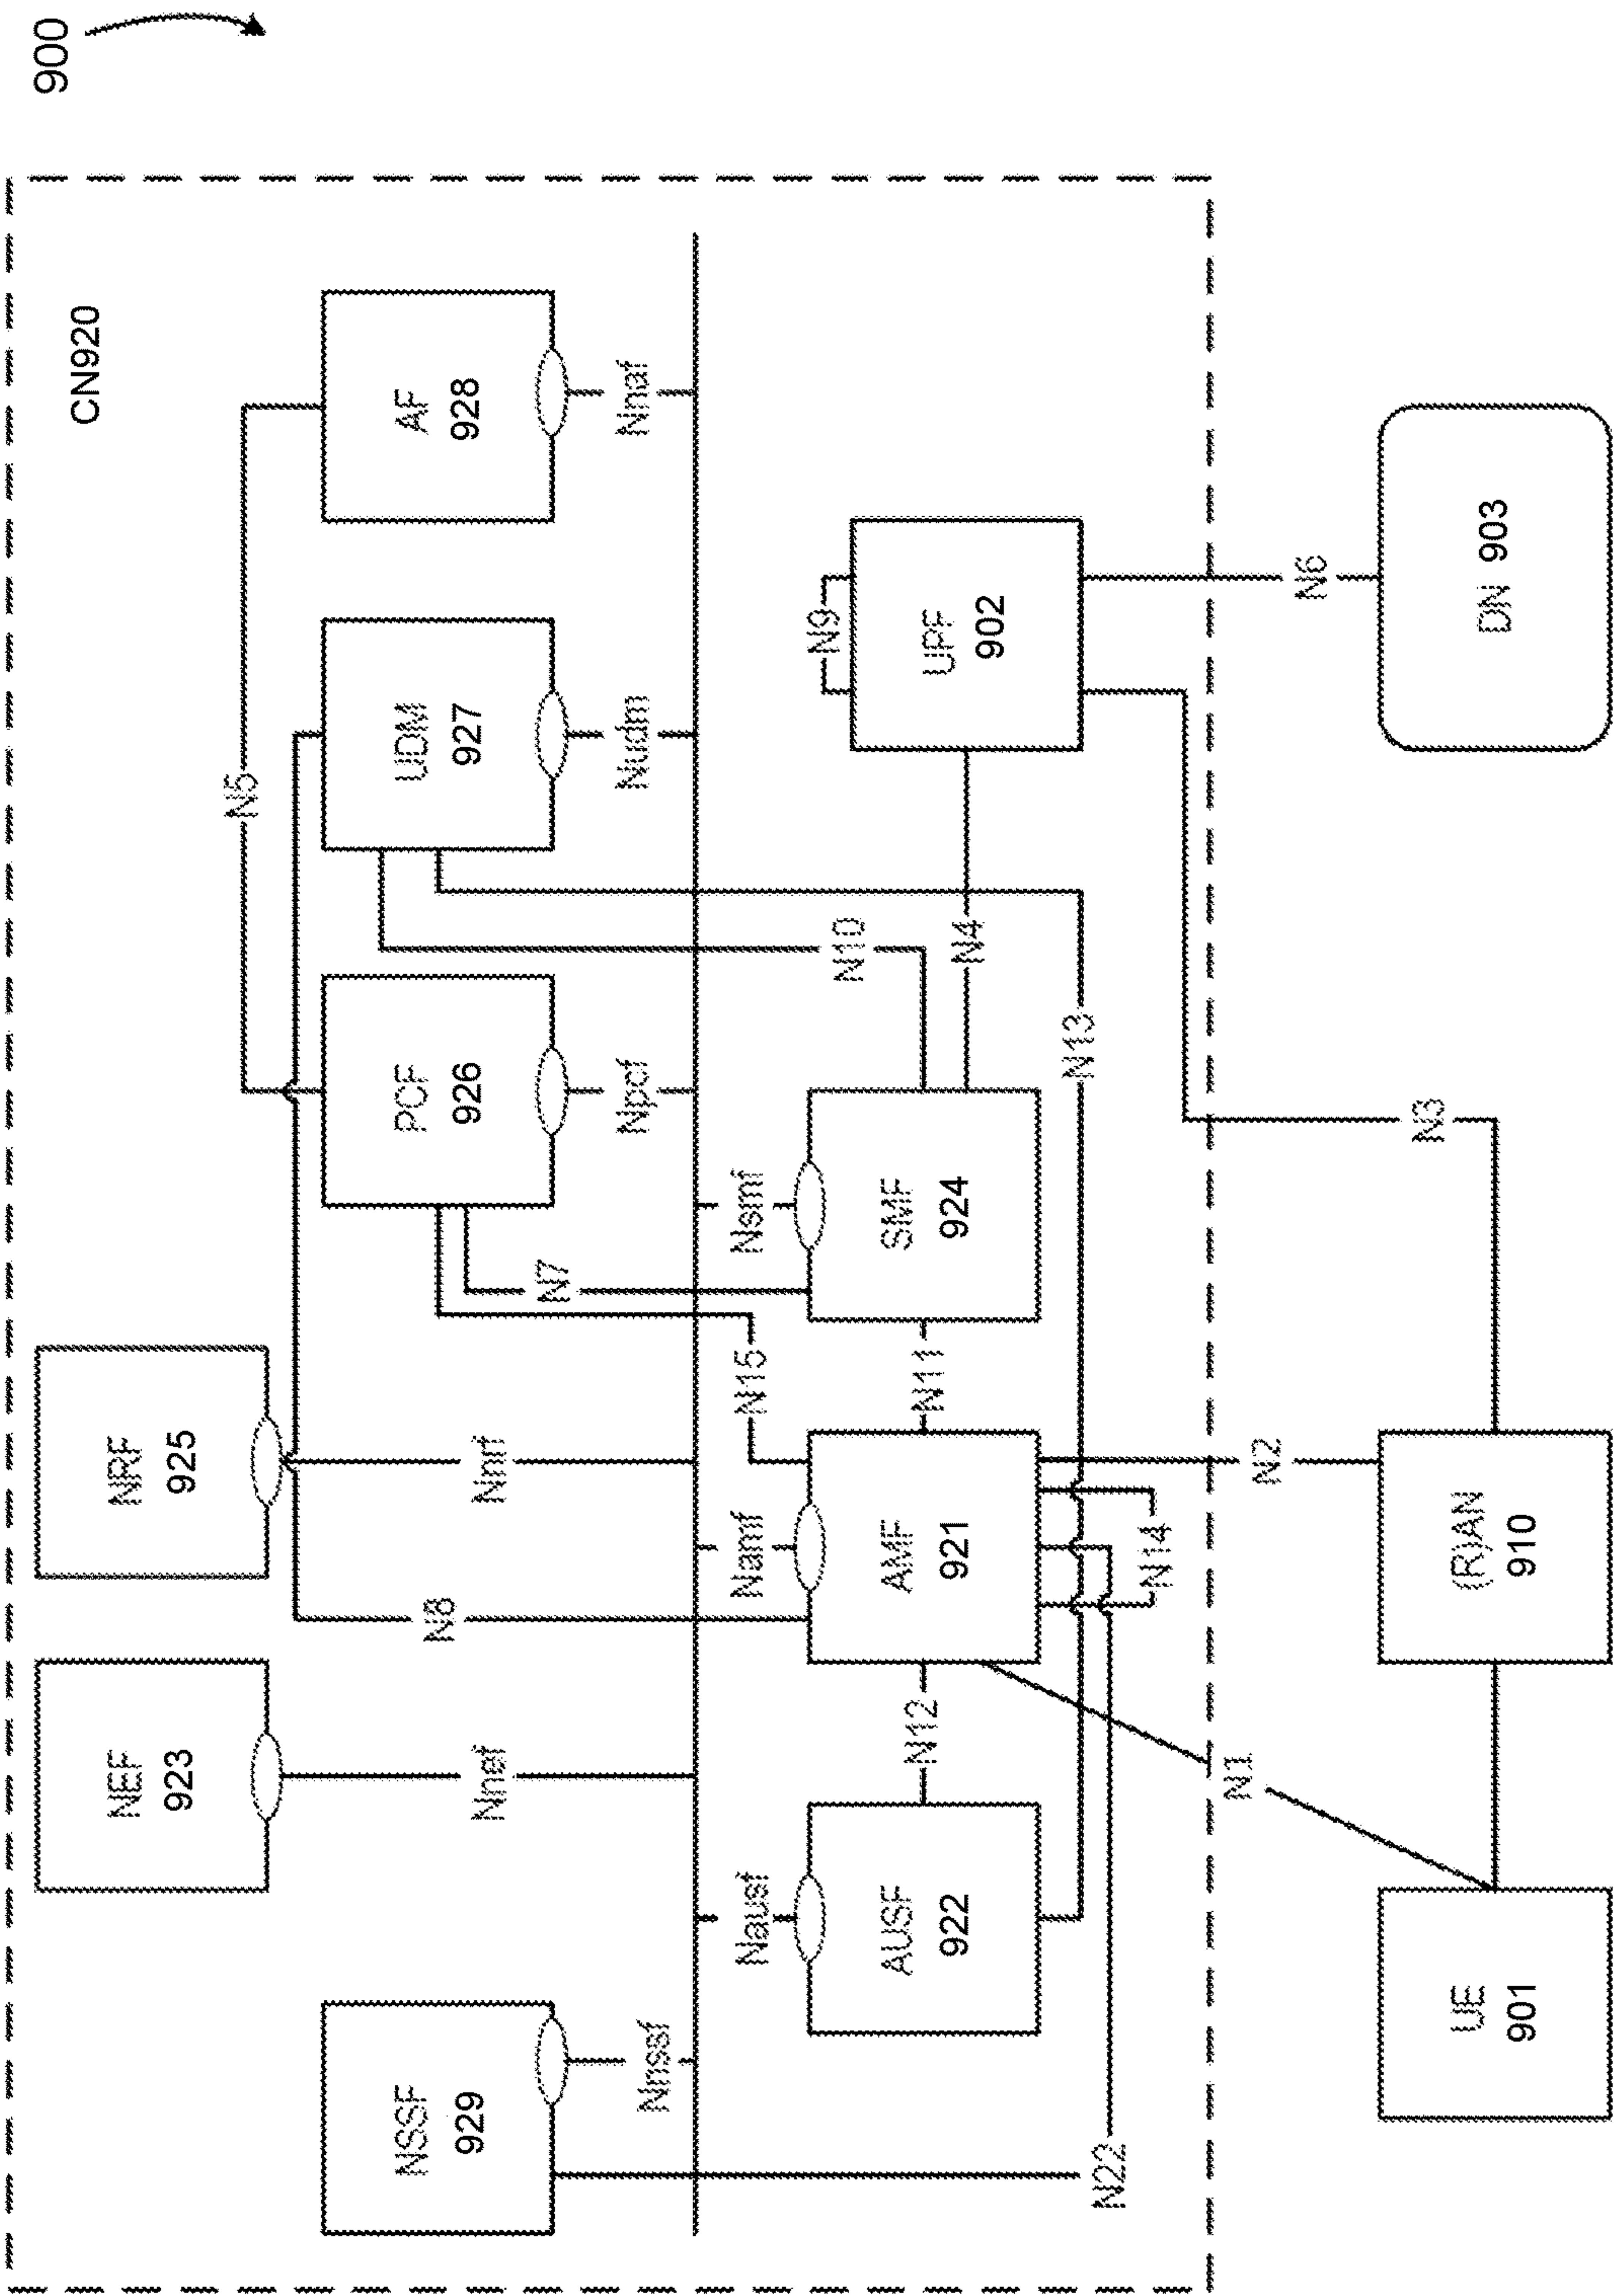 900
CN920
NEF
923
NRF
925
N5
N8
NSSF
929
PCF
926
UDM
927
AF
928
Nnef
Nnrf
N7
Nnssf
Npcf
Nudm
Nnaf
Nausf
Namf
N15
Nsmf
N10
N9
AUSF
922
N12
AMF
921
N11
SMF
924
N4
UPF
902
N22
N14
N13
N1
N2
N3
N6
UE
901
(R)AN
910
DN 903